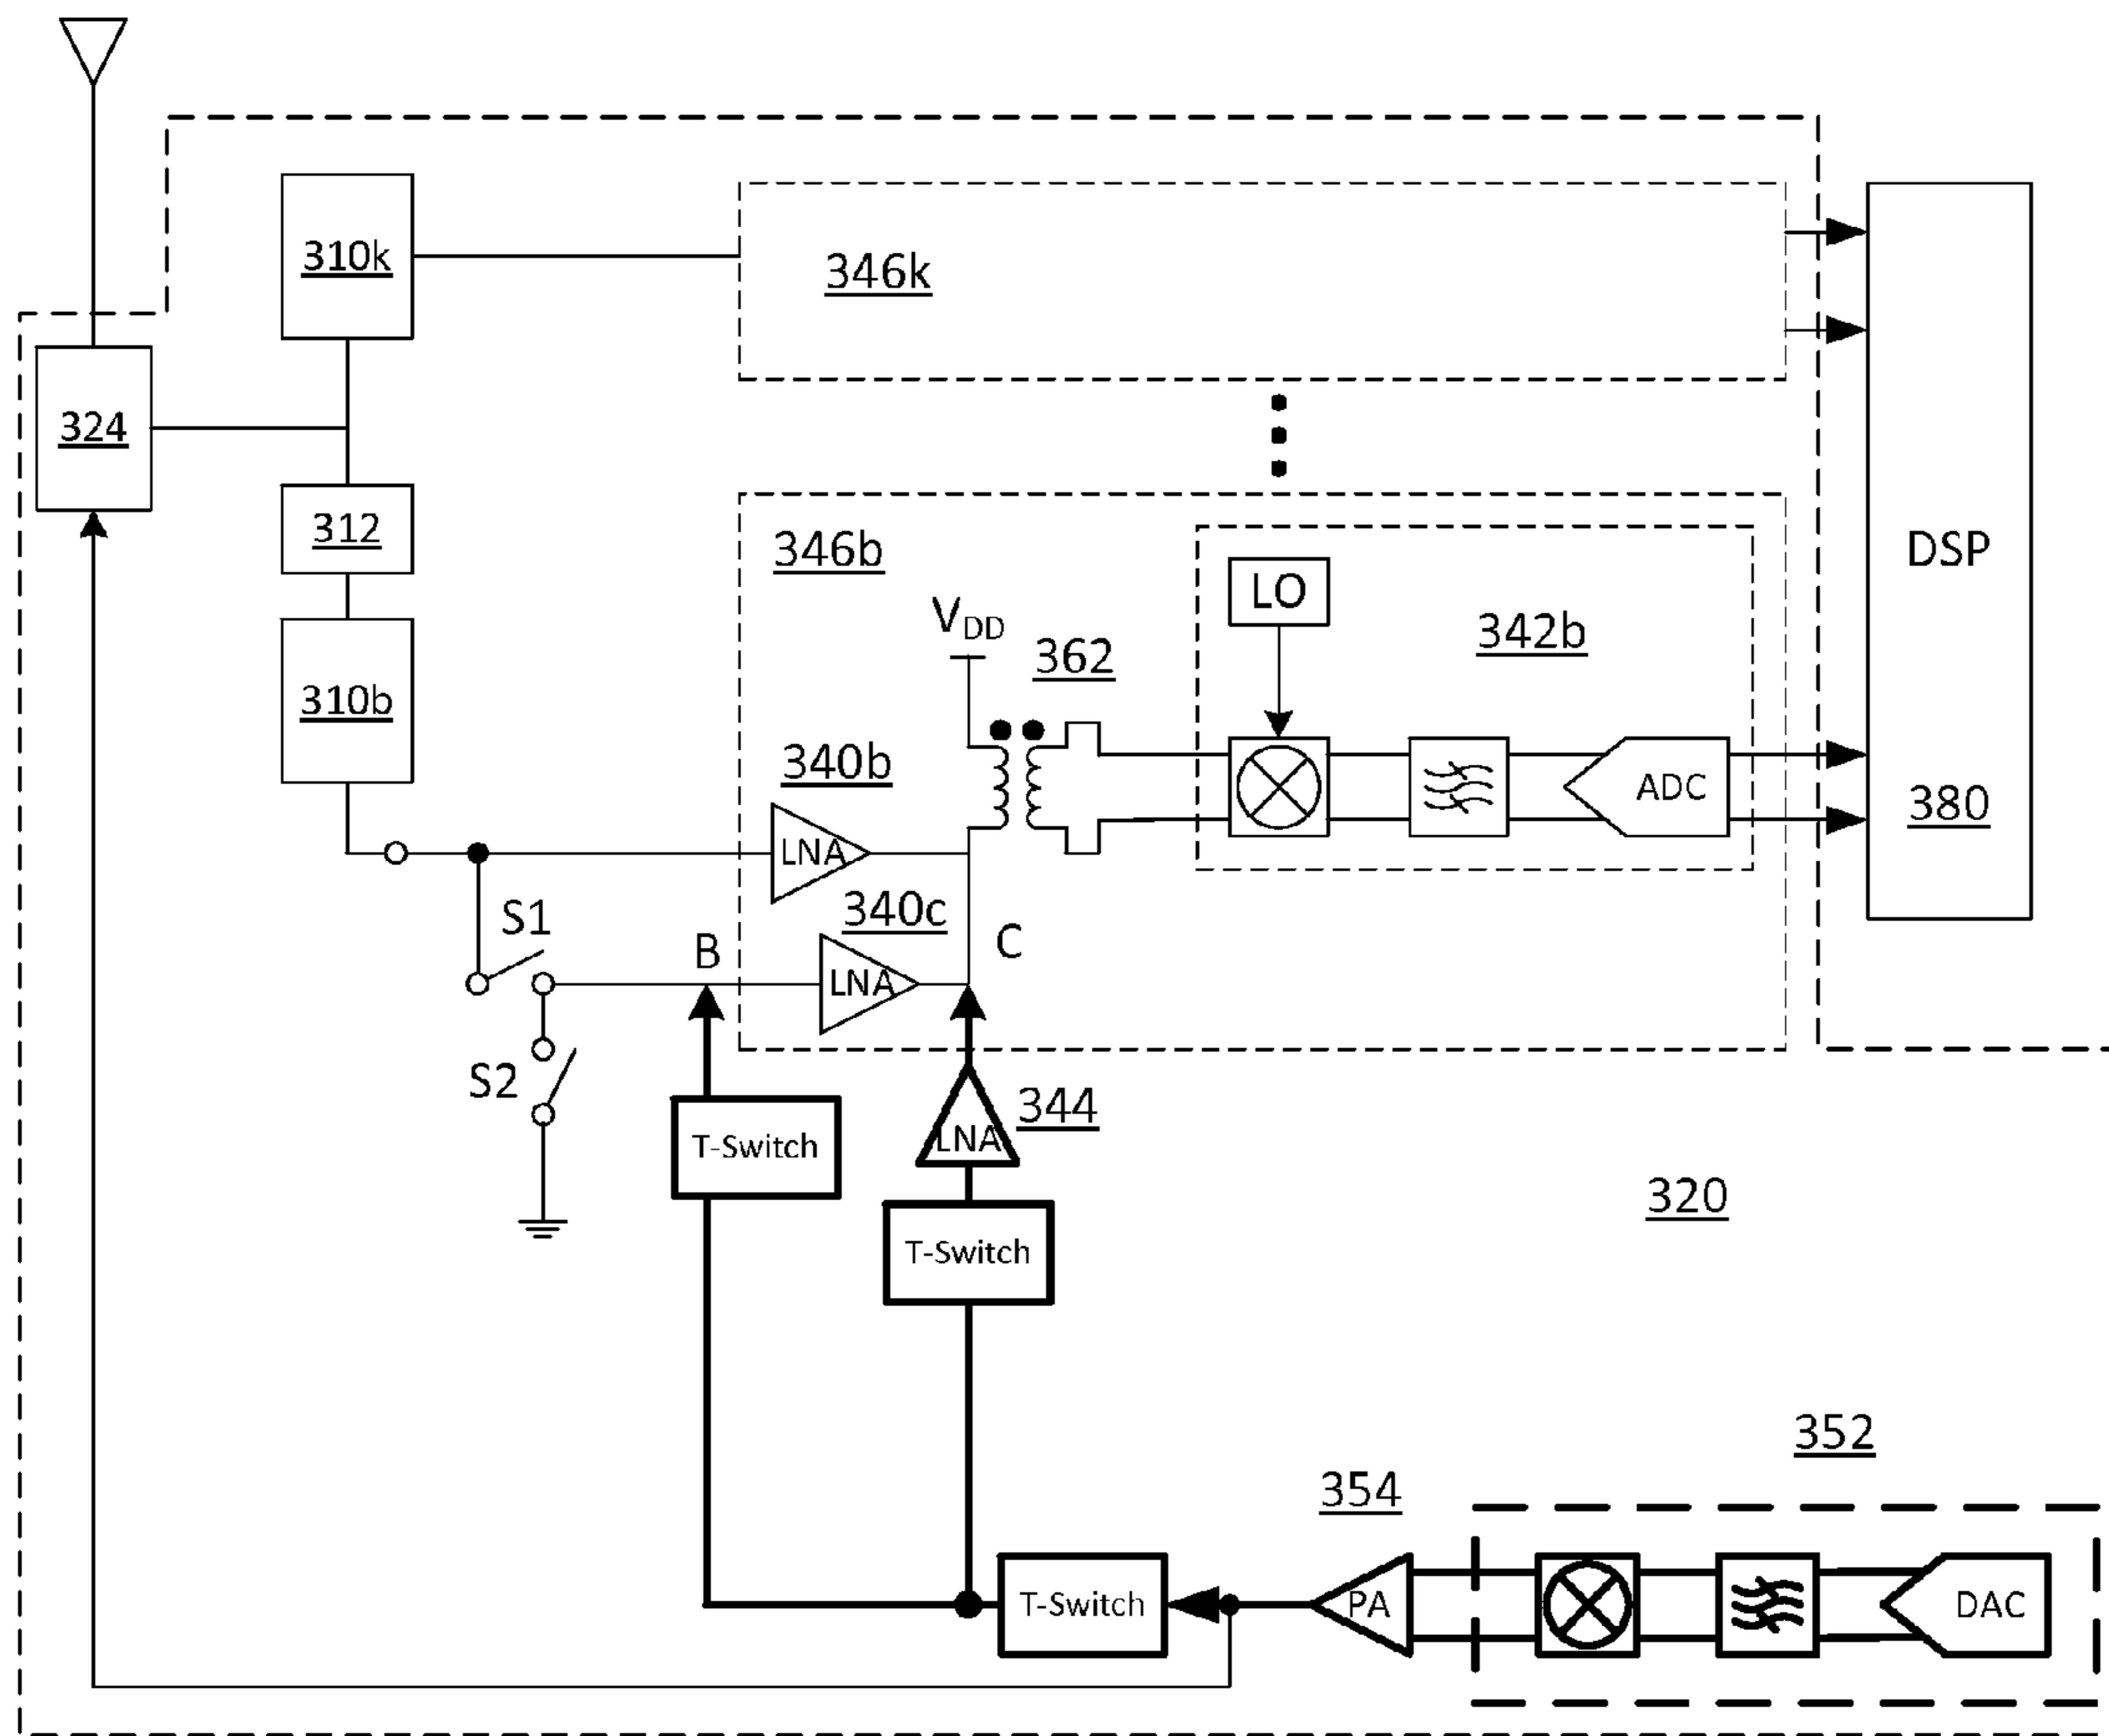 310k
346k
324
312
DSP
346b
LO
VDD
362
342b
310b
340b
ADC
380
LNA
340c
S1
B
C
LNA
S2
344
T-Switch
LNA
320
T-Switch
352
354
T-Switch
PA
DAC